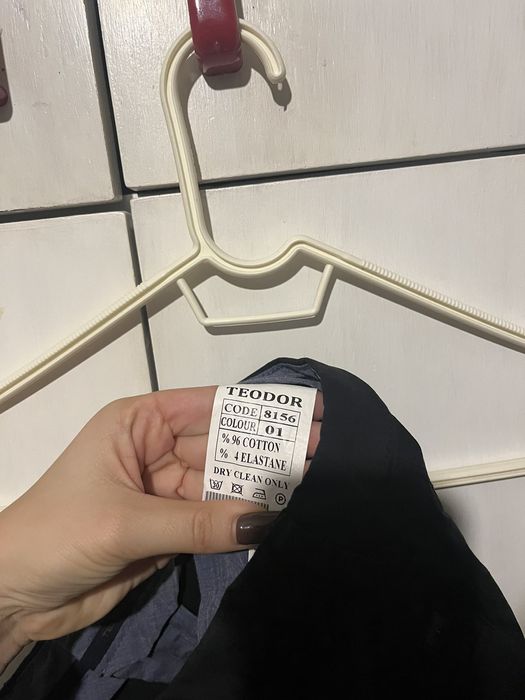 TEODOR
CODE 8156
COLOUR 01
% 96 COTTON
% 4 ELASTANE
DRY CLEAN ONLY
P